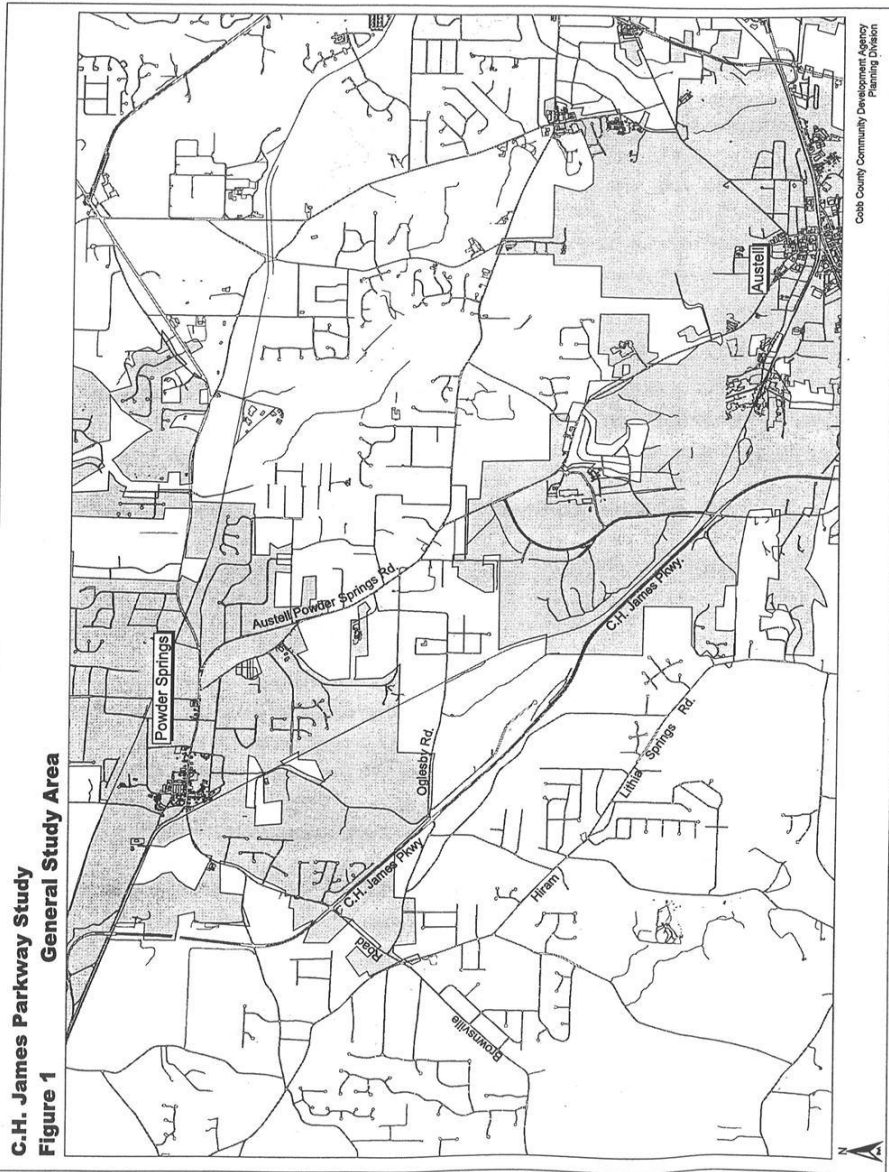 C.H. James Parkway Study
Figure 1 General Study Area
Powder Springs
Austell Powder Springs Rd.
Oglesby Rd.
C.H. James Pkwy
C.H. James Pkwy.
Brownsville
Road
Hiram
Lithia
Springs Rd.
Austell
N
Cobb County Community Development Agency
Planning Division